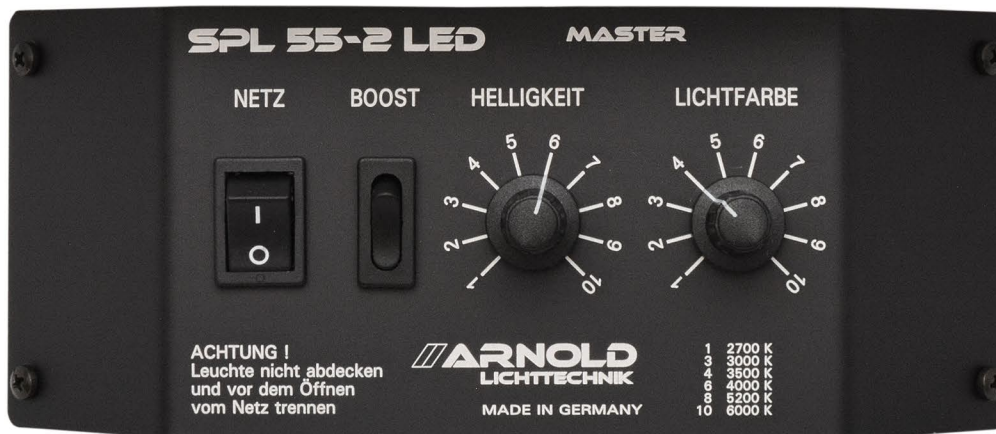 SPL 55-2 LED MASTER
NETZ BOOST HELLIGKEIT LICHTFARBE
1 2 3 4 5 6 7 8 9 10
1 2 3 4 5 6 7 8 9 10
I
O
ACHTUNG !
Leuchte nicht abdecken
und vor dem Öffnen
vom Netz trennen
ARNOLD
LICHTTECHNIK
MADE IN GERMANY
1 2700 K
3 3000 K
4 3500 K
6 4000 K
8 5200 K
10 6000 K